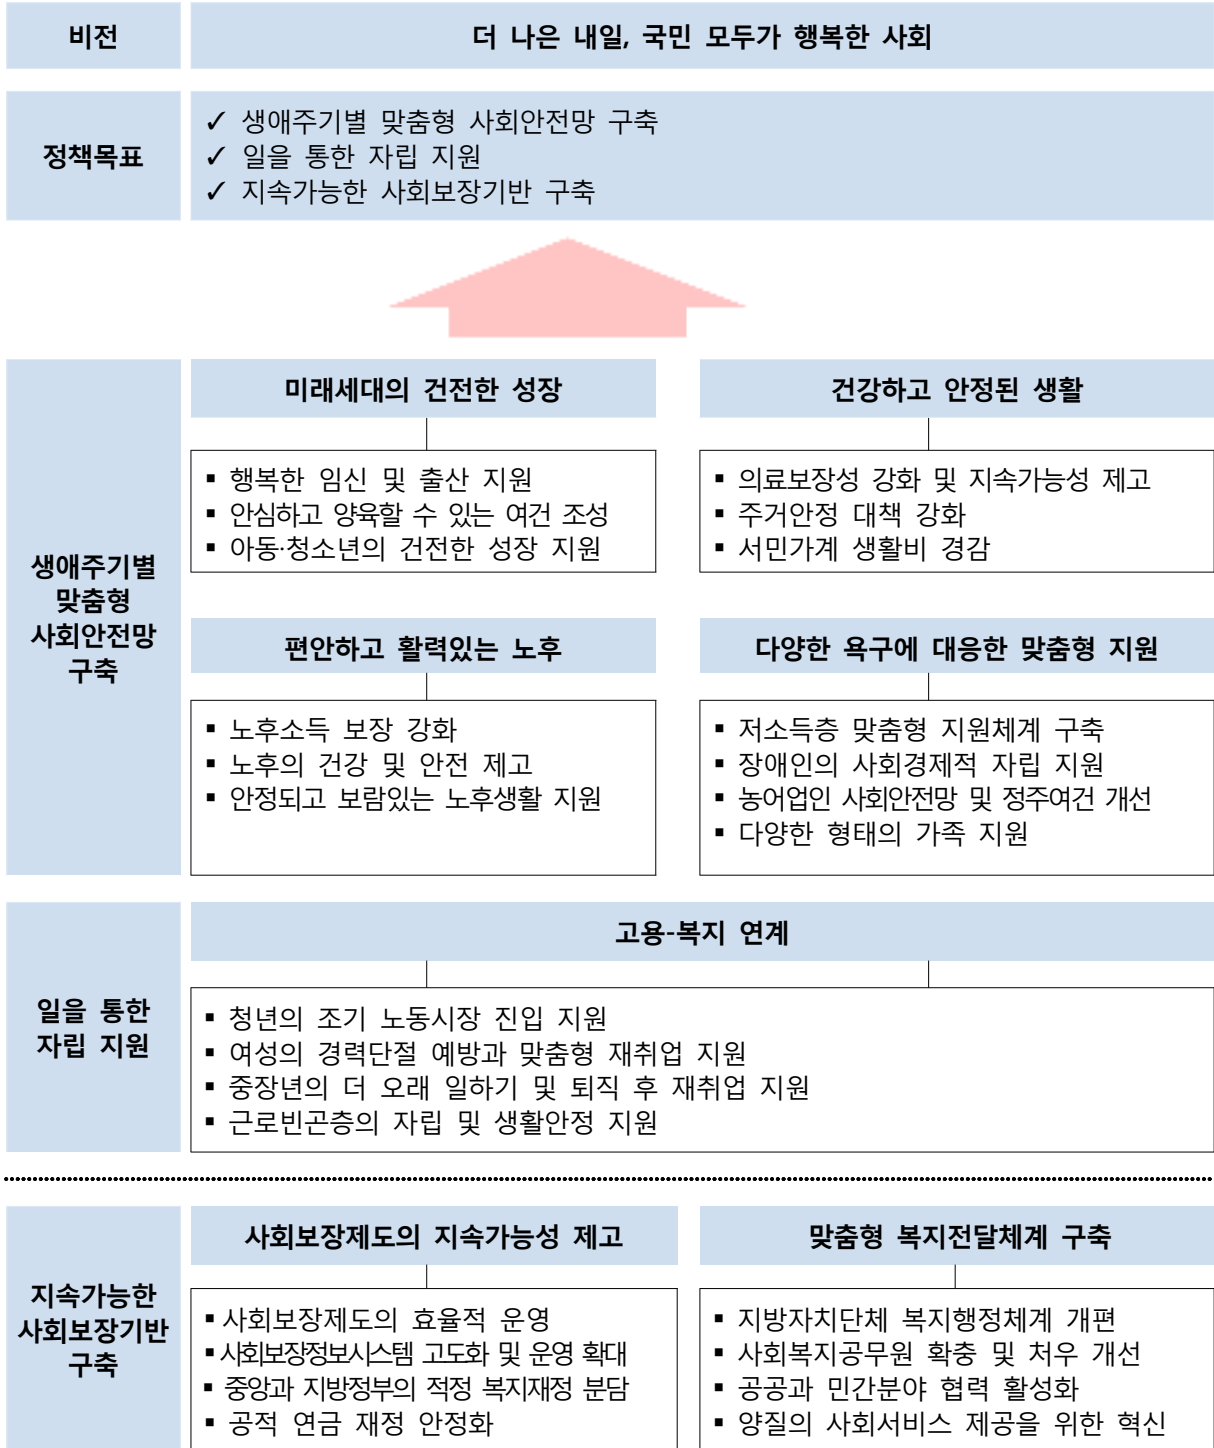 비전
더 나은 내일, 국민 모두가 행복한 사회
정책목표
✓ 생애주기별 맞춤형 사회안전망 구축
✓ 일을 통한 자립 지원
✓ 지속가능한 사회보장기반 구축
생애주기별
맞춤형
사회안전망
구축
미래세대의 건전한 성장
▪ 행복한 임신 및 출산 지원
▪ 안심하고 양육할 수 있는 여건 조성
▪ 아동·청소년의 건전한 성장 지원
건강하고 안정된 생활
▪ 의료보장성 강화 및 지속가능성 제고
▪ 주거안정 대책 강화
▪ 서민가계 생활비 경감
편안하고 활력있는 노후
▪ 노후소득 보장 강화
▪ 노후의 건강 및 안전 제고
▪ 안정되고 보람있는 노후생활 지원
다양한 욕구에 대응한 맞춤형 지원
▪ 저소득층 맞춤형 지원체계 구축
▪ 장애인의 사회경제적 자립 지원
▪ 농어업인 사회안전망 및 정주여건 개선
▪ 다양한 형태의 가족 지원
일을 통한
자립 지원
고용-복지 연계
▪ 청년의 조기 노동시장 진입 지원
▪ 여성의 경력단절 예방과 맞춤형 재취업 지원
▪ 중장년의 더 오래 일하기 및 퇴직 후 재취업 지원
▪ 근로빈곤층의 자립 및 생활안정 지원
지속가능한
사회보장기반
구축
사회보장제도의 지속가능성 제고
▪ 사회보장제도의 효율적 운영
▪ 사회보장정보시스템 고도화 및 운영 확대
▪ 중앙과 지방정부의 적정 복지재정 분담
▪ 공적 연금 재정 안정화
맞춤형 복지전달체계 구축
▪ 지방자치단체 복지행정체계 개편
▪ 사회복지공무원 확충 및 처우 개선
▪ 공공과 민간분야 협력 활성화
▪ 양질의 사회서비스 제공을 위한 혁신